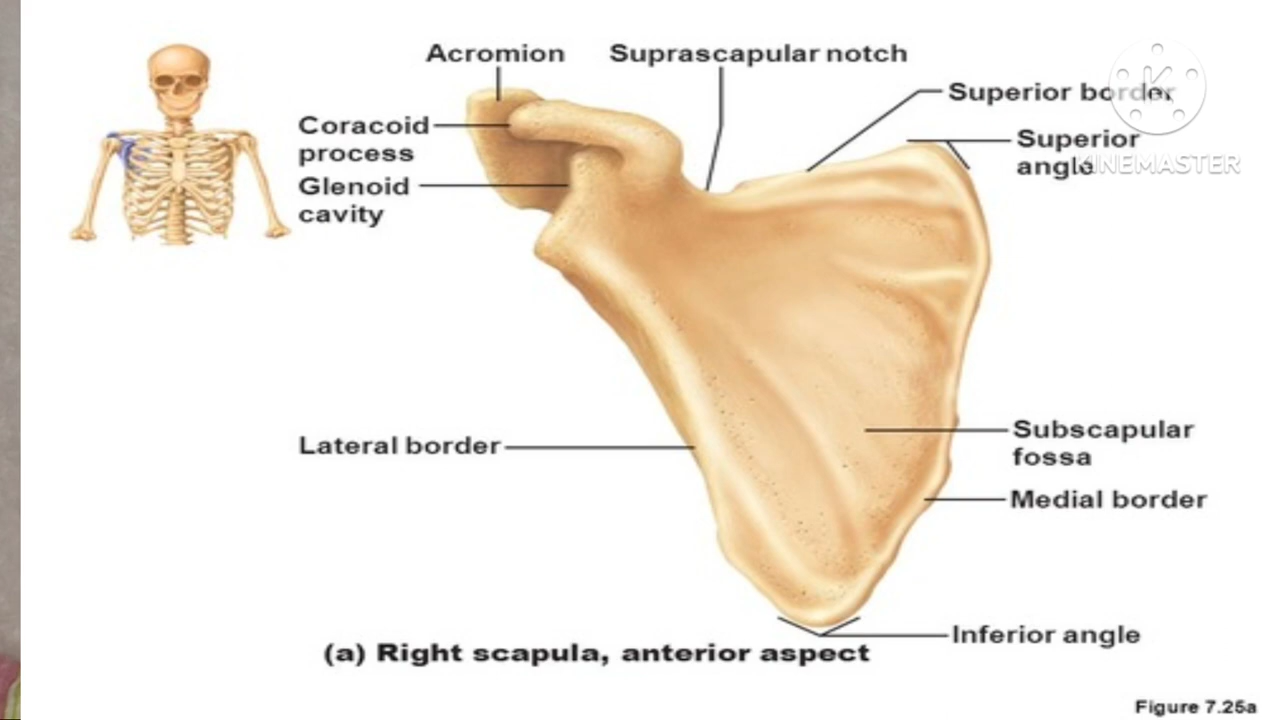 Acromion
Suprascapular notch
Superior border
Coracoid
process
Superior
angle
KINEMASTER
Glenoid
cavity
Lateral border
Subscapular
fossa
Medial border
Inferior angle
(a) Right scapula, anterior aspect
Figure 7.25a